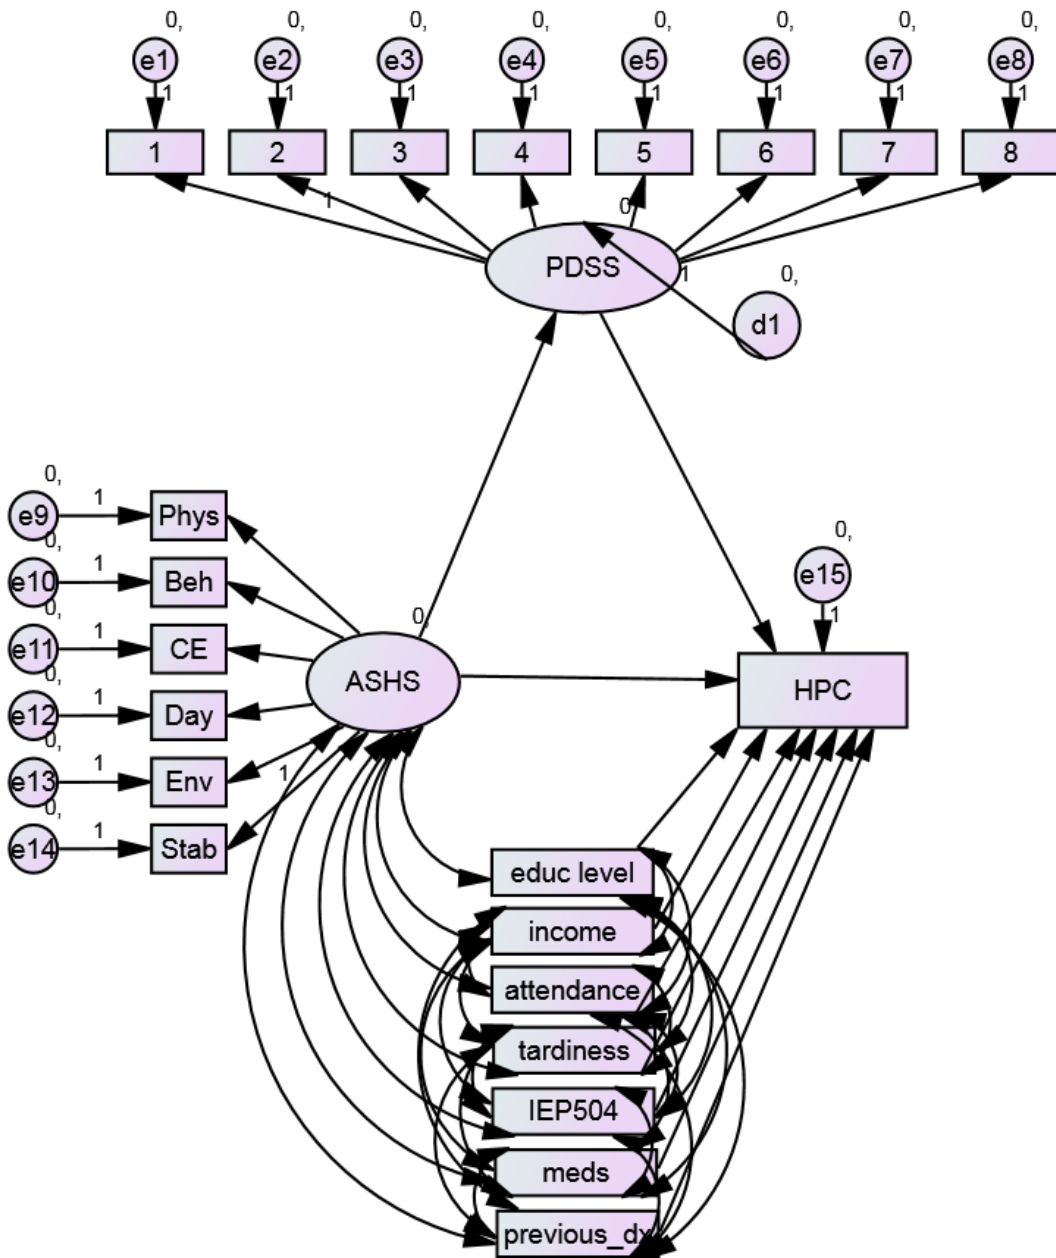 0, 0, 0, 0, 0, 0, 0, 0,
e1 e2 e3 e4 e5 e6 e7 e8
1 1 1 1 1 1 1 1
1 2 3 4 5 6 7 8
1 0,
PDSS
1
0,
d1
0,
e9 1 Phys
0,
e10 1 Beh
0,
e11 1 CE
0,
e12 1 Day
0,
e13 1 Env
0,
e14 1 Stab
0,
ASHS
1
0,
e15
1
HPC
educ level
income
attendance
tardiness
IEP504
meds
previous_dx